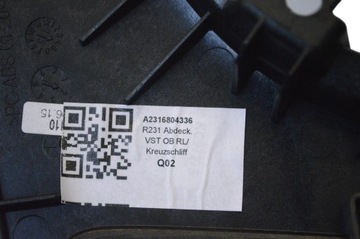 A2316804336
R231 Abdeck.
VST OB RL/
Kreuzschliff
Q02